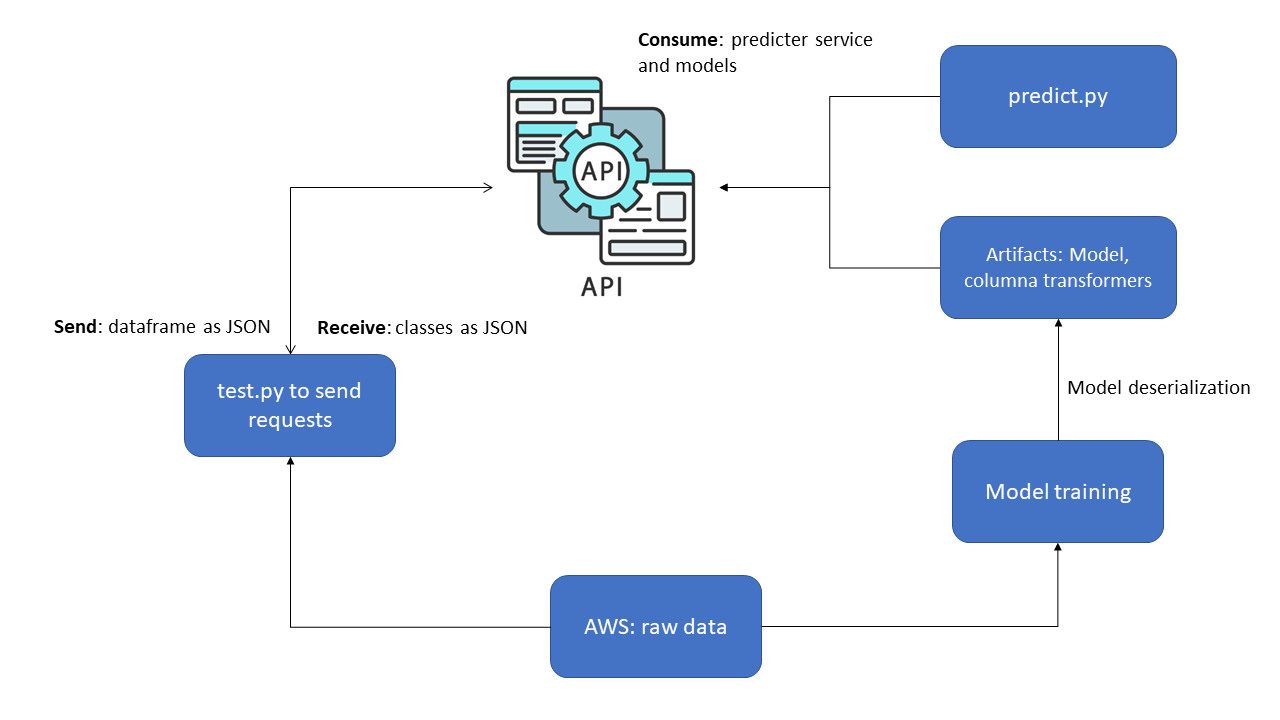 Consume: predicter service
and models
predict.py
API
API
Artifacts: Model,
columna transformers
Send: dataframe as JSON
Receive: classes as JSON
test.py to send
requests
Model deserialization
Model training
AWS: raw data